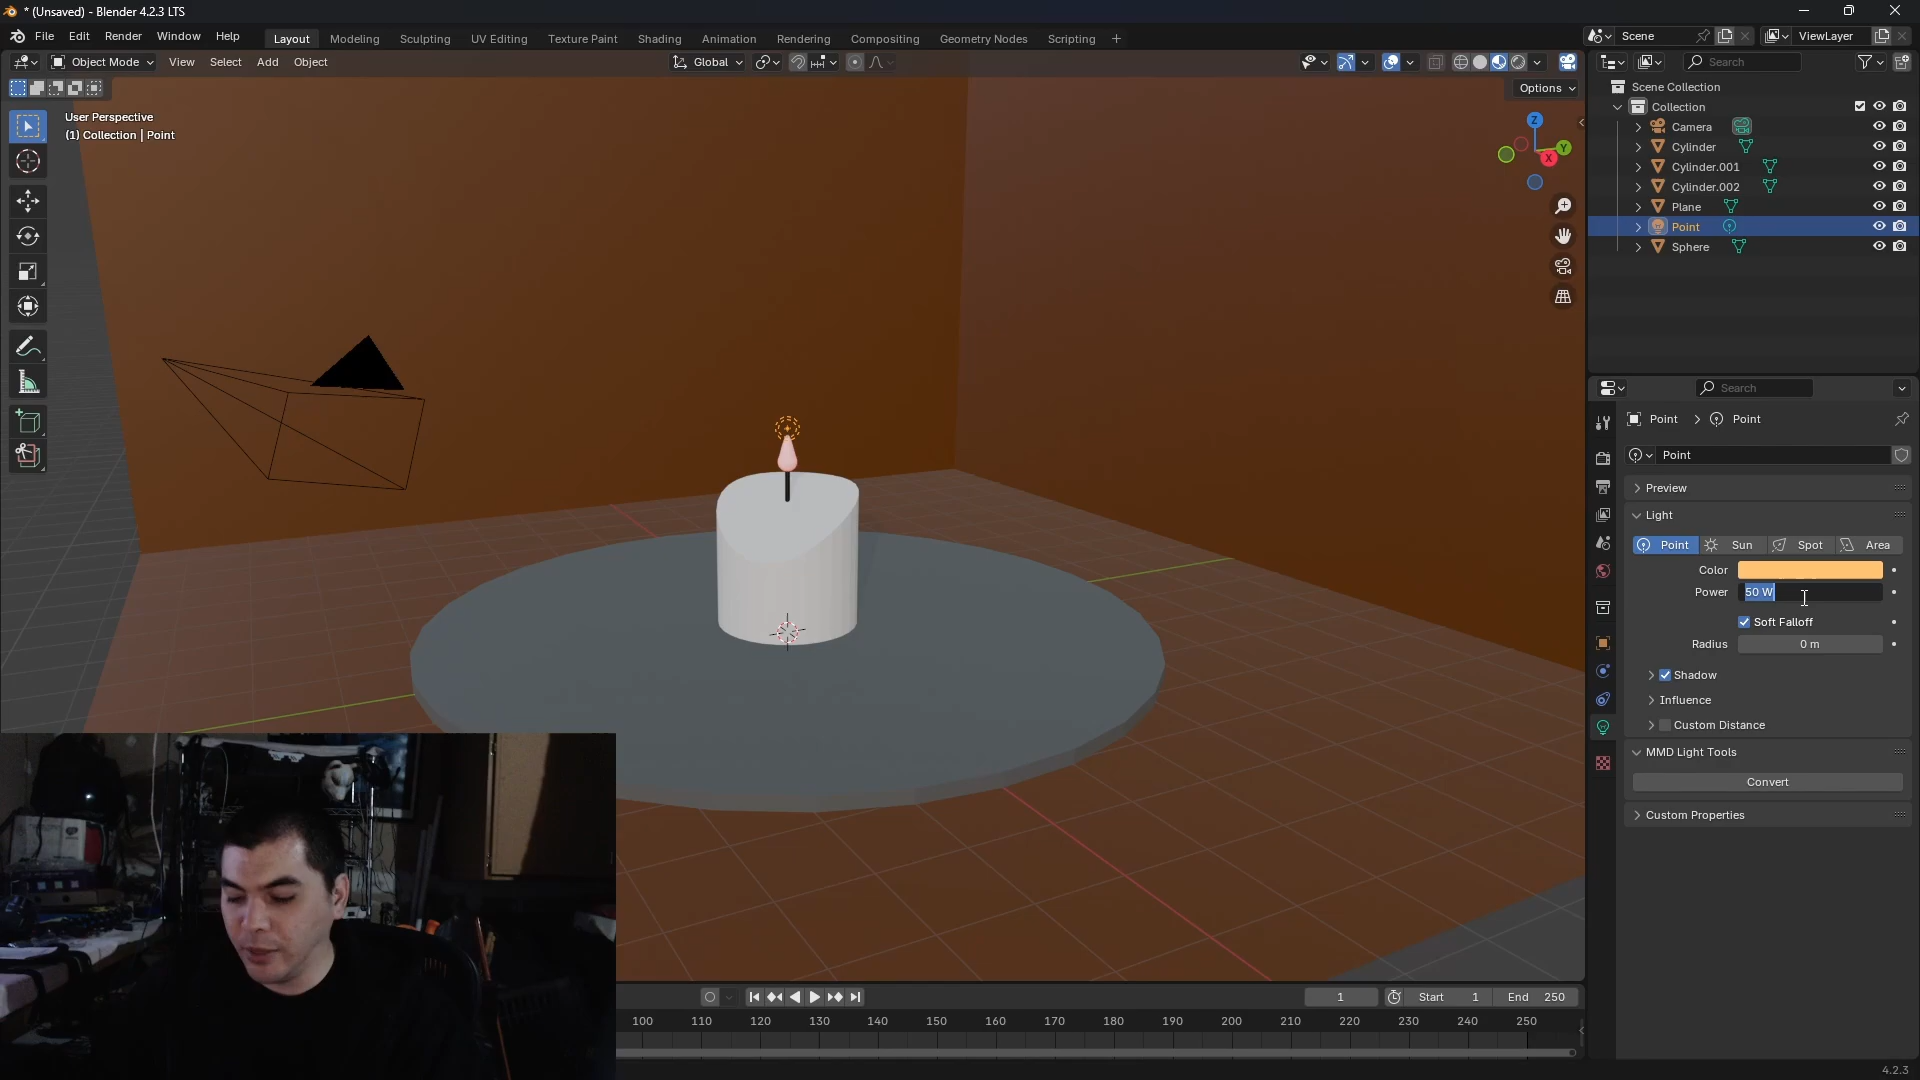 * (Unsaved) - Blender 4.2.3 LTS
File Edit Render Window Help
Layout Modeling Sculpting UV Editing Texture Paint Shading Animation Rendering Compositing Geometry Nodes Scripting +
Scene
ViewLayer
Object Mode
View Select Add Object
Global
Search
Options
User Perspective
(1) Collection | Point
Z
Y
X
Scene Collection
Collection
Camera
Cylinder
Cylinder.001
Cylinder.002
Plane
Point
Sphere
Search
Point > Point
Point
Preview
Light
Point Sun Spot Area
Color
Power 50 W
Soft Falloff
Radius 0 m
Shadow
Influence
Custom Distance
MMD Light Tools
Convert
Custom Properties
1
Start 1
End 250
100 110 120 130 140 150 160 170 180 190 200 210 220 230 240 250
4.2.3